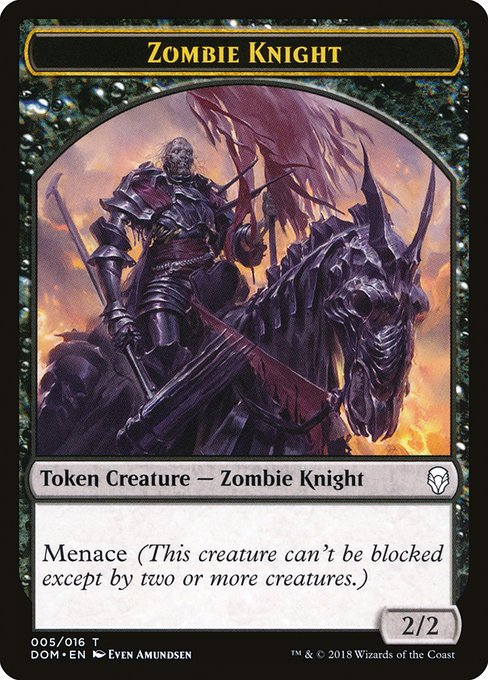 Zombie Knight
Token Creature — Zombie Knight
Menace (This creature can't be blocked
except by two or more creatures.)
2/2
005/016 T
DOM • EN Even Amundsen
™ & © 2018 Wizards of the Coast